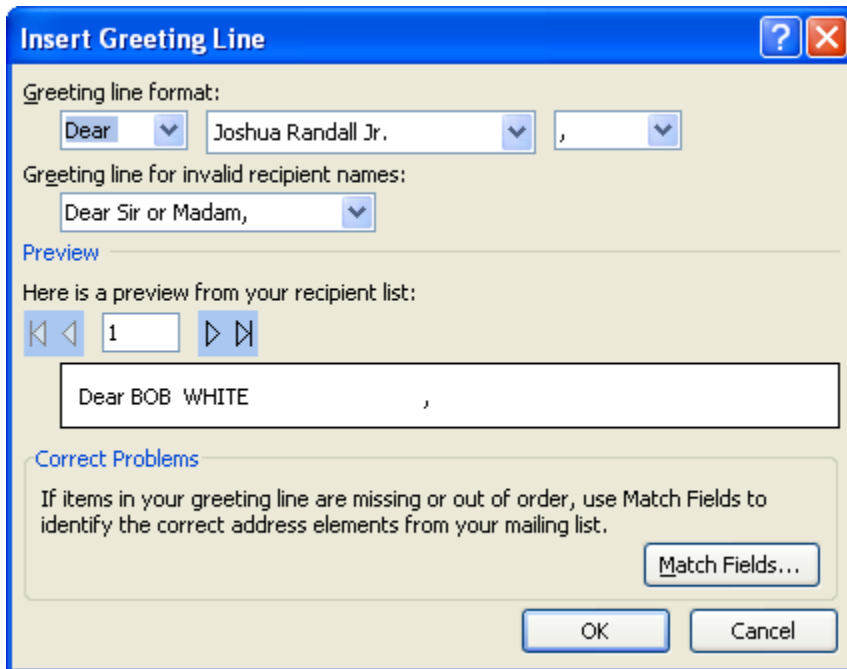 Insert Greeting Line
Greeting line format:
Dear Joshua Randall Jr. ,
Greeting line for invalid recipient names:
Dear Sir or Madam,
Preview
Here is a preview from your recipient list:
1
Dear BOB  WHITE ,
Correct Problems
If items in your greeting line are missing or out of order, use Match Fields to
identify the correct address elements from your mailing list.
Match Fields...
OK Cancel